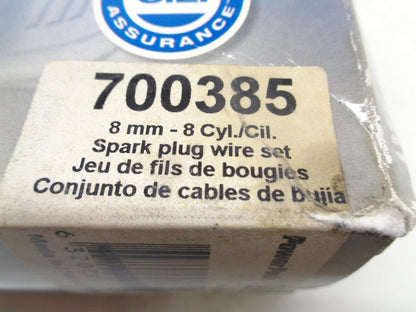 ASSURANCE
700385
8 mm - 8 Cyl./Cil.
Spark plug wire set
Jeu de fils de bougies
Conjunto de cables de bujía